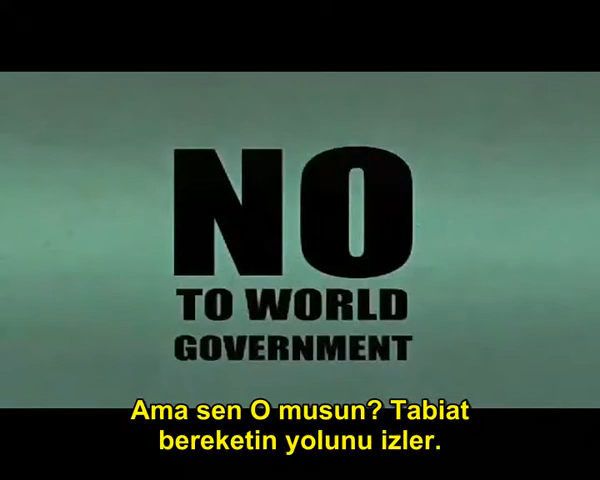 NO
TO WORLD
GOVERNMENT
Ama sen O musun? Tabiat
bereketin yolunu izler.